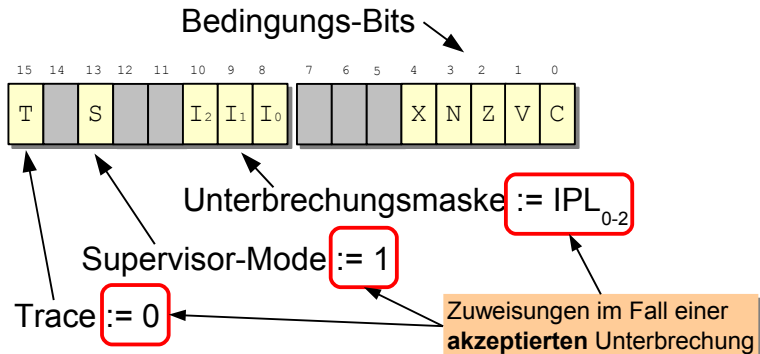 Bedingungs-Bits
15 14 13 12 11 10 9 8 7 6 5 4 3 2 1 0
T S I₂ I₁ I₀ X N Z V C
Unterbrechungsmaske := IPL₀₋₂
Supervisor-Mode := 1
Trace := 0
Zuweisungen im Fall einer
akzeptierten Unterbrechung